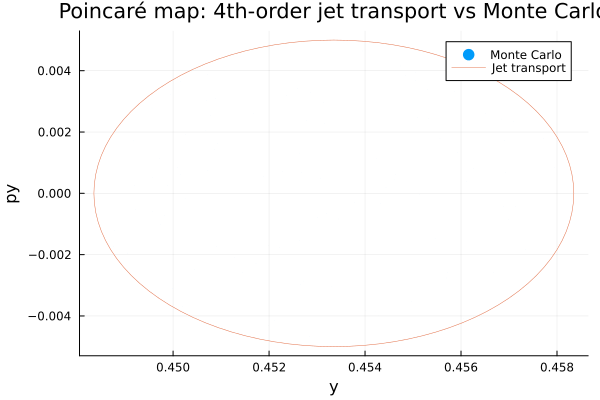 Poincaré map: 4th-order jet transport vs Monte Carlo
Monte Carlo
Jet transport
0.004
0.002
0.000
−0.002
−0.004
py
0.450
0.452
0.454
0.456
0.458
y